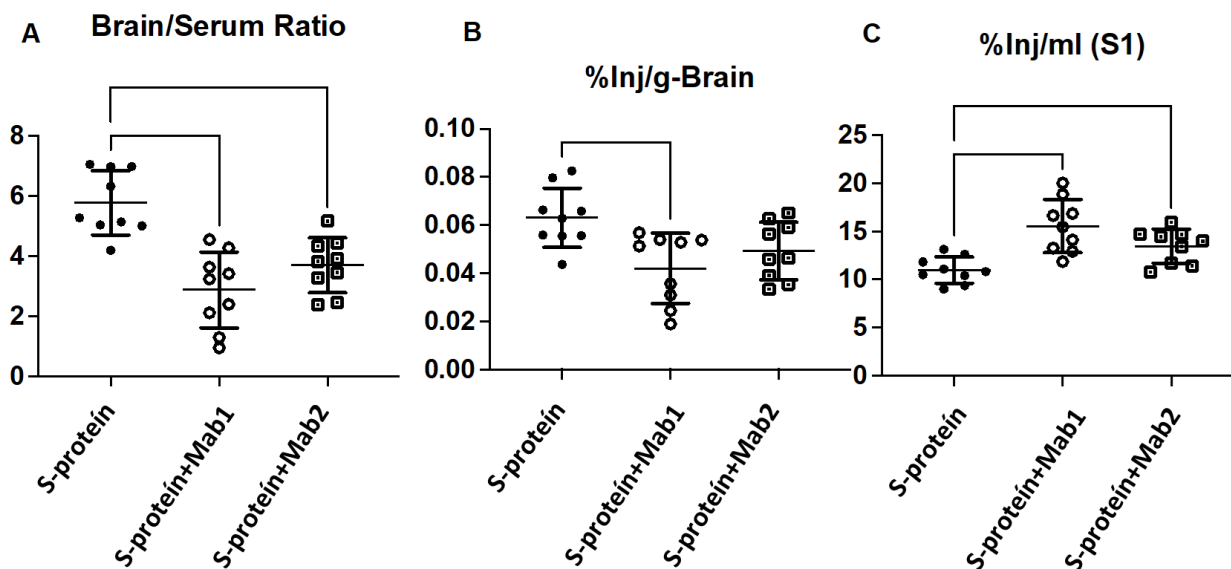 A
Brain/Serum Ratio
8
6
4
2
0
S-proteín
S-proteín+Mab1
S-proteín+Mab2
B
%Inj/g-Brain
0.10
0.08
0.06
0.04
0.02
0.00
S-proteín
S-proteín+Mab1
S-proteín+Mab2
C
%Inj/ml (S1)
25
20
15
10
5
0
S-proteín
S-proteín+Mab1
S-proteín+Mab2